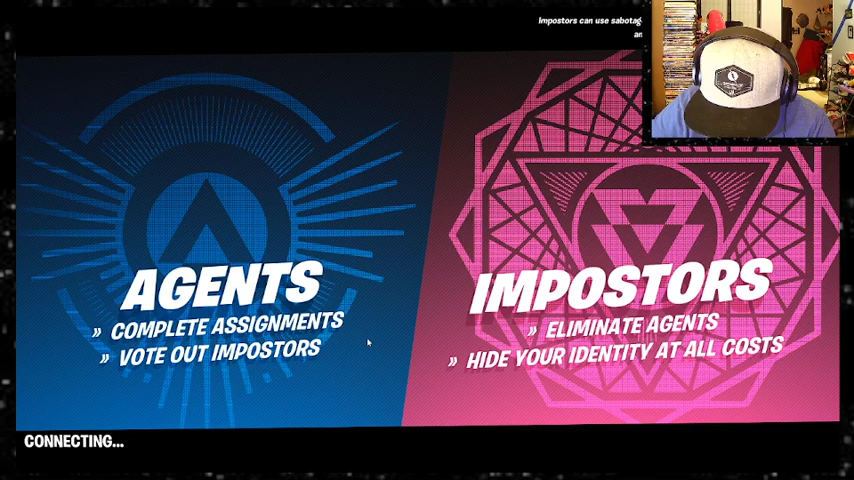 Impostors can use sabotag
an
AGENTS
» COMPLETE ASSIGNMENTS
» VOTE OUT IMPOSTORS
IMPOSTORS
» ELIMINATE AGENTS
» HIDE YOUR IDENTITY AT ALL COSTS
CONNECTING...